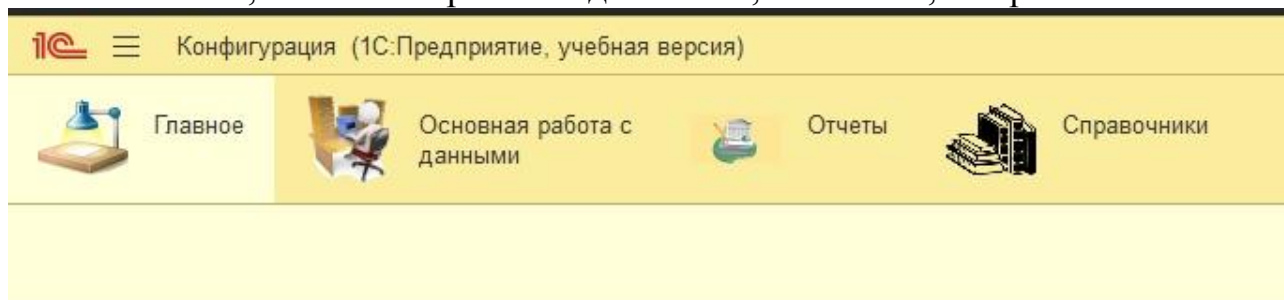 1С Конфигурация (1С:Предприятие, учебная версия)
Главное
Основная работа с
данными
Отчеты
Справочники